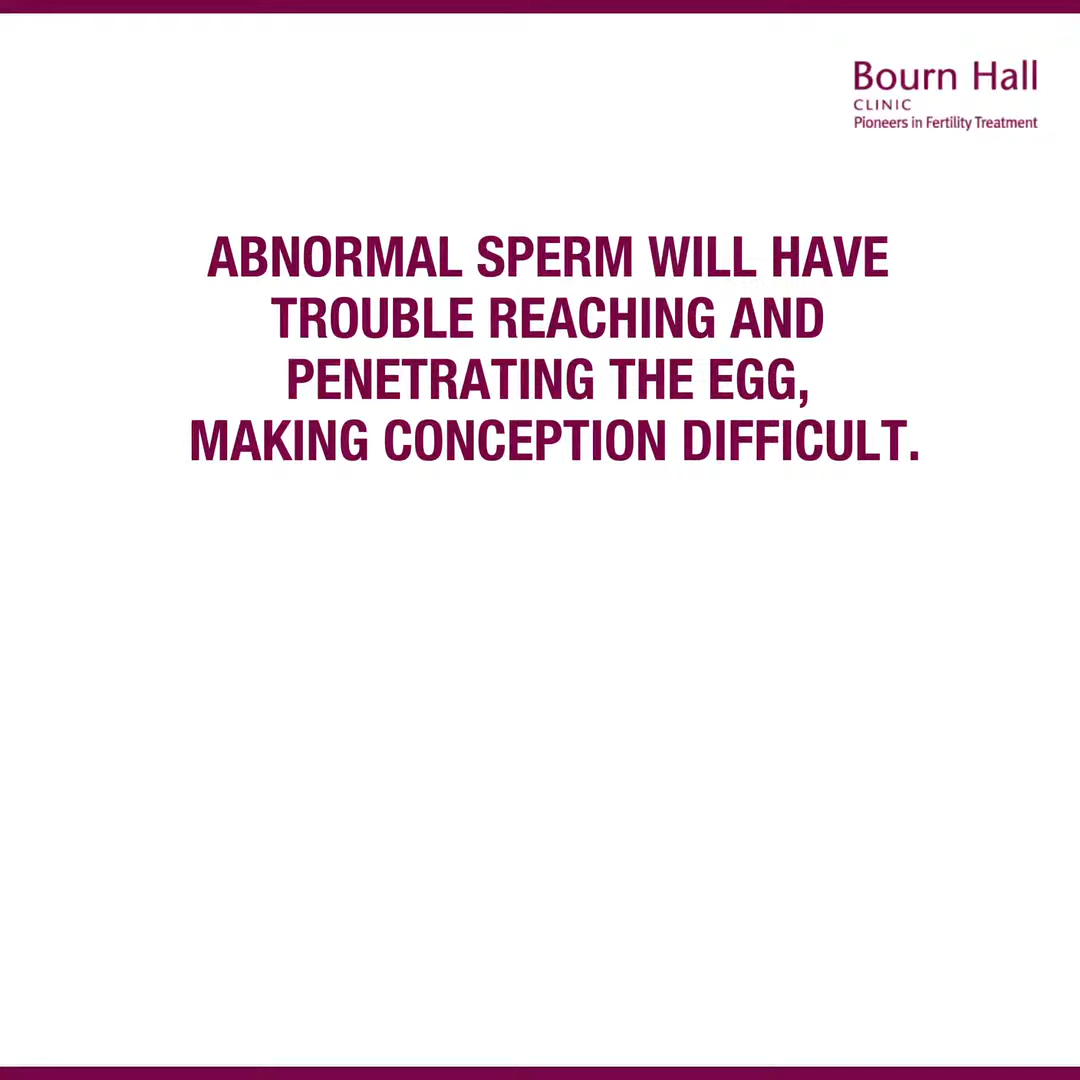 Bourn Hall
CLINIC
Pioneers in Fertility Treatment
ABNORMAL SPERM WILL HAVE
TROUBLE REACHING AND
PENETRATING THE EGG,
MAKING CONCEPTION DIFFICULT.